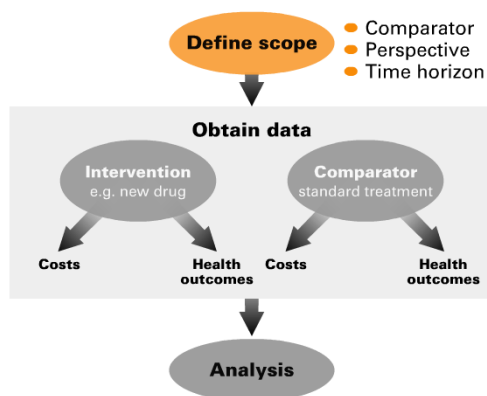 Define scope
Comparator
Perspective
Time horizon
Obtain data
Intervention
e.g. new drug
Comparator
standard treatment
Costs
Health
outcomes
Costs
Health
outcomes
Analysis